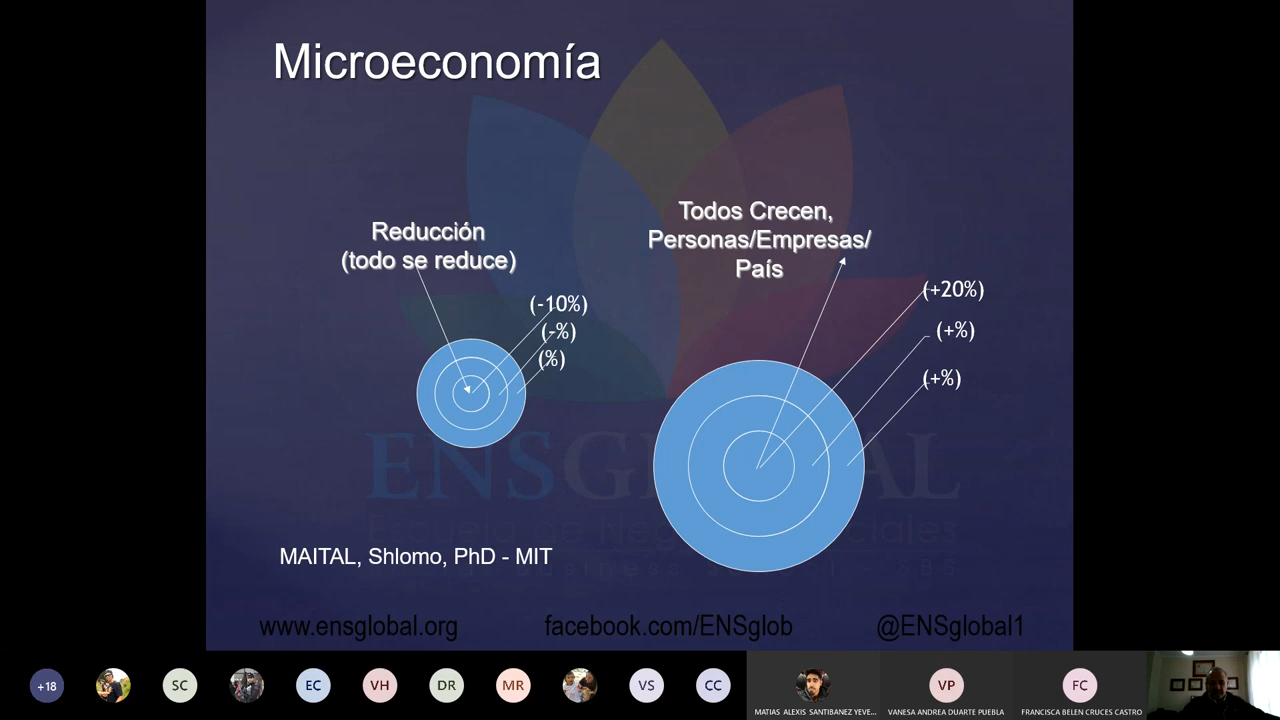 Microeconomía
Reducción
(todo se reduce)
Todos Crecen,
Personas/Empresas/
País
(-10%)
(-%)
(%)
(+20%)
(+%)
(+%)
MAITAL, Shlomo, PhD - MIT
www.ensglobal.org
facebook.com/ENSglob
@ENSglobal1
+18
SC
EC
VH
DR
MR
VS
CC
MATIAS ALEXIS SANTIBANEZ YEVE...
VP
VANESA ANDREA DUARTE PUEBLA
FC
FRANCISCA BELEN CRUCES CASTRO